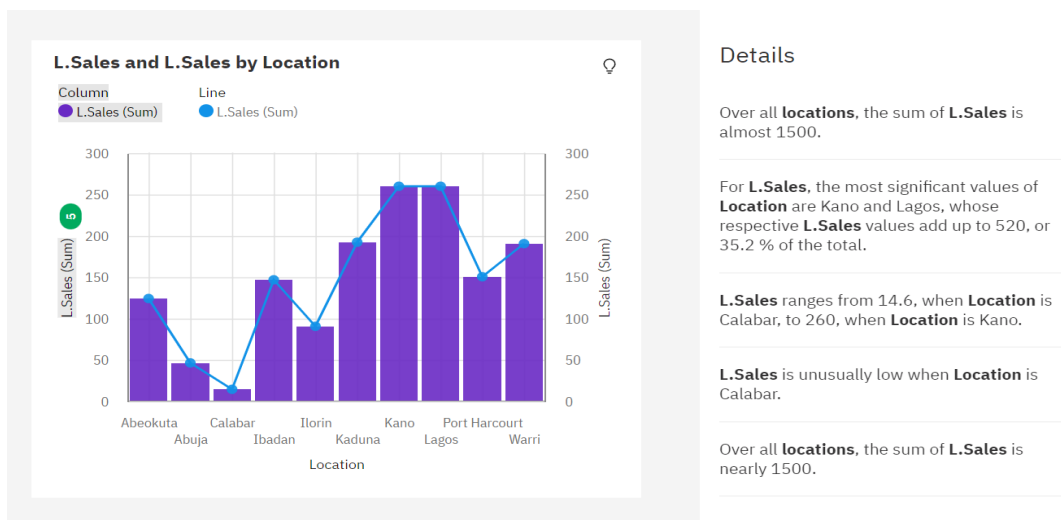 L.Sales and L.Sales by Location
Column
L.Sales (Sum)
Line
L.Sales (Sum)
300
250
200
150
100
50
0
L.Sales (Sum)
5
300
250
200
150
100
50
0
L.Sales (Sum)
Abeokuta
Abuja
Calabar
Ibadan
Ilorin
Kaduna
Kano
Lagos
Port Harcourt
Warri
Location
Details
Over all locations, the sum of L.Sales is
almost 1500.
For L.Sales, the most significant values of
Location are Kano and Lagos, whose
respective L.Sales values add up to 520, or
35.2 % of the total.
L.Sales ranges from 14.6, when Location is
Calabar, to 260, when Location is Kano.
L.Sales is unusually low when Location is
Calabar.
Over all locations, the sum of L.Sales is
nearly 1500.